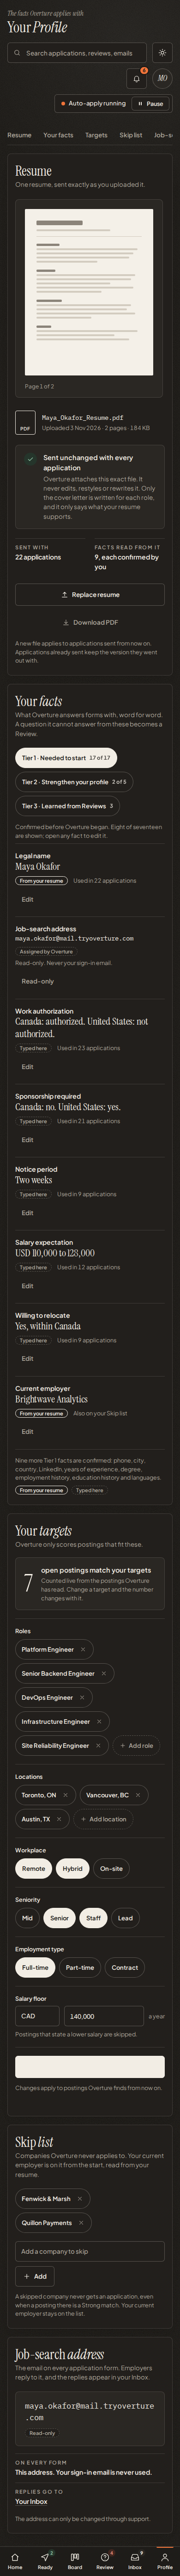 The facts Overture applies with
Your Profile
Search applications, reviews, emails
4
MO
Auto-apply running
Pause
Resume
Your facts
Targets
Skip list
Resume
One resume, sent exactly as you uploaded it.
Page 1 of 2
PDF
Maya_Okafor_Resume.pdf
Uploaded 3 Nov 2026 · 2 pages · 184 KB
Sent unchanged with every
application
Overture attaches this exact file. It
never edits, restyles or rewrites it. Only
the cover letter is written for each role,
and it only says what your resume
supports.
SENT WITH
22 applications
FACTS READ FROM IT
9, each confirmed by
you
Replace resume
Download PDF
A new file applies to applications sent from now on.
Applications already sent keep the version they went
out with.
Your facts
What Overture answers forms with, word for word.
A question it cannot answer from these becomes a
Review.
Tier 1 · Needed to start 17 of 17
Tier 2 · Strengthen your profile 2 of 5
Tier 3 · Learned from Reviews 3
Confirmed before Overture began. Eight of seventeen
are shown; open any fact to edit it.
Legal name
Maya Okafor
From your resume
Used in 22 applications
Edit
Job-search address
maya.okafor@mail.tryoverture.com
Assigned by Overture
Read-only. Never your sign-in email.
Read-only
Work authorization
Canada: authorized. United States: not
authorized.
Typed here
Used in 23 applications
Edit
Sponsorship required
Canada: no. United States: yes.
Typed here
Used in 21 applications
Edit
Notice period
Two weeks
Typed here
Used in 9 applications
Edit
Salary expectation
USD 110,000 to 128,000
Typed here
Used in 12 applications
Edit
Willing to relocate
Yes, within Canada
Typed here
Used in 9 applications
Edit
Current employer
Brightwave Analytics
From your resume
Also on your Skip list
Edit
Nine more Tier 1 facts are confirmed: phone, city,
country, LinkedIn, years of experience, degree,
employment history, education history and languages.
From your resume
Typed here
Your targets
Overture only scores postings that fit these.
7
open postings match your targets
Counted live from the postings Overture
has read. Change a target and the number
changes with it.
Roles
Platform Engineer
Senior Backend Engineer
DevOps Engineer
Infrastructure Engineer
Site Reliability Engineer
Add role
Locations
Toronto, ON
Vancouver, BC
Austin, TX
Add location
Workplace
Remote
Hybrid
On-site
Seniority
Mid
Senior
Staff
Lead
Employment type
Full-time
Part-time
Contract
Salary floor
CAD
140,000
a year
Postings that state a lower salary are skipped.
Changes apply to postings Overture finds from now on.
Skip list
Companies Overture never applies to. Your current
employer is on it from the start, read from your
resume.
Fenwick & Marsh
Quillon Payments
Add a company to skip
Add
A skipped company never gets an application, even
when a posting there is a Strong match. Your current
employer stays on the list.
Job-search address
The email on every application form. Employers
reply to it, and the replies appear in your Inbox.
maya.okafor@mail.tryoverture
.com
Read-only
ON EVERY FORM
This address. Your sign-in email is never used.
REPLIES GO TO
Your Inbox
The address can only be changed through support.
Home
2
Ready
Board
4
Review
9
Inbox
Profile